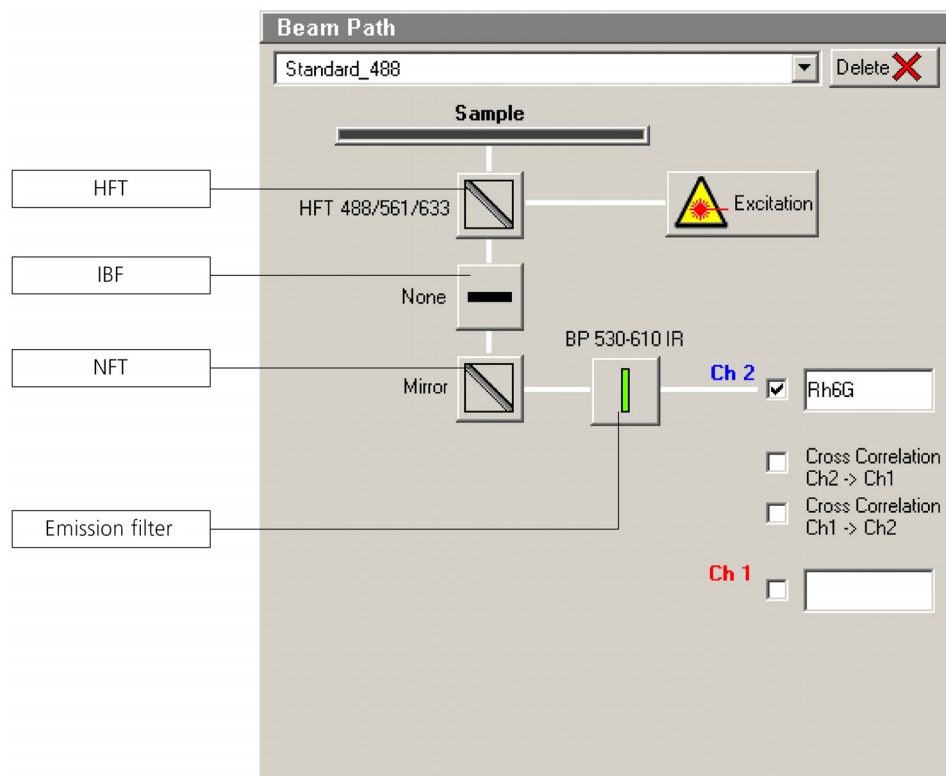 Beam Path
Standard_488
Delete
Sample
HFT
HFT 488/561/633
Excitation
IBF
None
BP 530-610 IR
NFT
Mirror
Ch 2
Rh6G
Cross Correlation
Ch2 -> Ch1
Emission filter
Cross Correlation
Ch1 -> Ch2
Ch 1